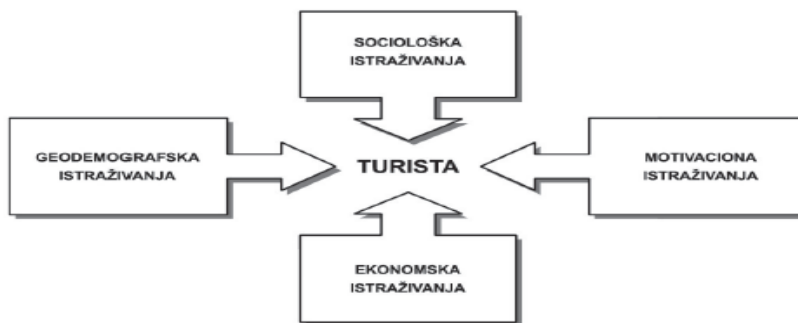 SOCIOLOŠKA
ISTRAŽIVANJA
GEODEMOGRAFSKA
ISTRAŽIVANJA
TURISTA
MOTIVACIONA
ISTRAŽIVANJA
EKONOMSKA
ISTRAŽIVANJA